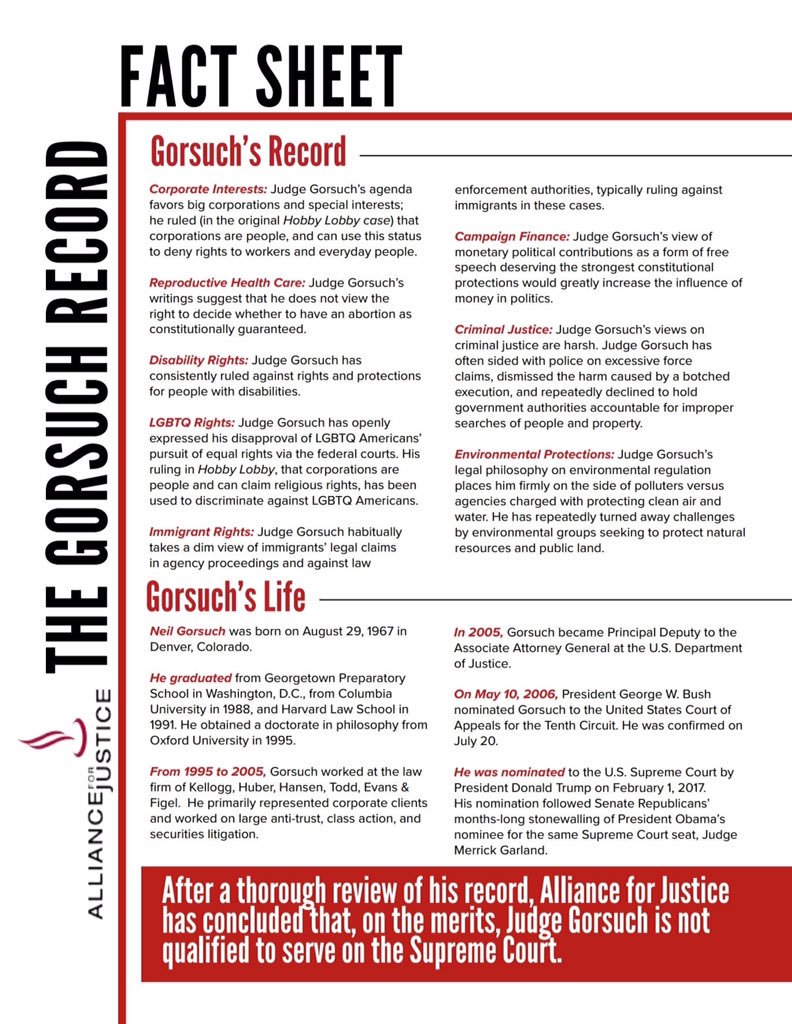 FACT SHEET
THE GORSUCH RECORD
ALLIANCE FOR JUSTICE
Gorsuch's Record
Corporate Interests: Judge Gorsuch's agenda
favors big corporations and special interests;
he ruled (in the original Hobby Lobby case) that
corporations are people, and can use this status
to deny rights to workers and everyday people.
Reproductive Health Care: Judge Gorsuch's
writings suggest that he does not view the
right to decide whether to have an abortion as
constitutionally guaranteed.
Disability Rights: Judge Gorsuch has
consistently ruled against rights and protections
for people with disabilities.
LGBTQ Rights: Judge Gorsuch has openly
expressed his disapproval of LGBTQ Americans'
pursuit of equal rights via the federal courts. His
ruling in Hobby Lobby, that corporations are
people and can claim religious rights, has been
used to discriminate against LGBTQ Americans.
Immigrant Rights: Judge Gorsuch habitually
takes a dim view of immigrants' legal claims
in agency proceedings and against law
enforcement authorities, typically ruling against
immigrants in these cases.
Campaign Finance: Judge Gorsuch's view of
monetary political contributions as a form of free
speech deserving the strongest constitutional
protections would greatly increase the influence of
money in politics.
Criminal Justice: Judge Gorsuch's views on
criminal justice are harsh. Judge Gorsuch has
often sided with police on excessive force
claims, dismissed the harm caused by a botched
execution, and repeatedly declined to hold
government authorities accountable for improper
searches of people and property.
Environmental Protections: Judge Gorsuch's
legal philosophy on environmental regulation
places him firmly on the side of polluters versus
agencies charged with protecting clean air and
water. He has repeatedly turned away challenges
by environmental groups seeking to protect natural
resources and public land.
Gorsuch's Life
Neil Gorsuch was born on August 29, 1967 in
Denver, Colorado.
He graduated from Georgetown Preparatory
School in Washington, D.C., from Columbia
University in 1988, and Harvard Law School in
1991. He obtained a doctorate in philosophy from
Oxford University in 1995.
From 1995 to 2005, Gorsuch worked at the law
firm of Kellogg, Huber, Hansen, Todd, Evans &
Figel. He primarily represented corporate clients
and worked on large anti-trust, class action, and
securities litigation.
In 2005, Gorsuch became Principal Deputy to the
Associate Attorney General at the U.S. Department
of Justice.
On May 10, 2006, President George W. Bush
nominated Gorsuch to the United States Court of
Appeals for the Tenth Circuit. He was confirmed on
July 20.
He was nominated to the U.S. Supreme Court by
President Donald Trump on February 1, 2017.
His nomination followed Senate Republicans'
months-long stonewalling of President Obama's
nominee for the same Supreme Court seat, Judge
Merrick Garland.
After a thorough review of his record, Alliance for Justice
has concluded that, on the merits, Judge Gorsuch is not
qualified to serve on the Supreme Court.